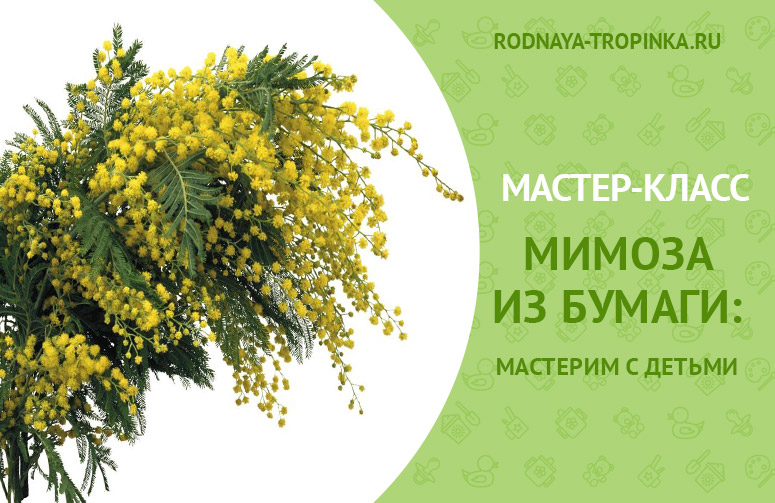 RODNAYA-TROPINKA.RU
МАСТЕР-КЛАСС
МИМОЗА
ИЗ БУМАГИ:
МАСТЕРИМ С ДЕТЬМИ